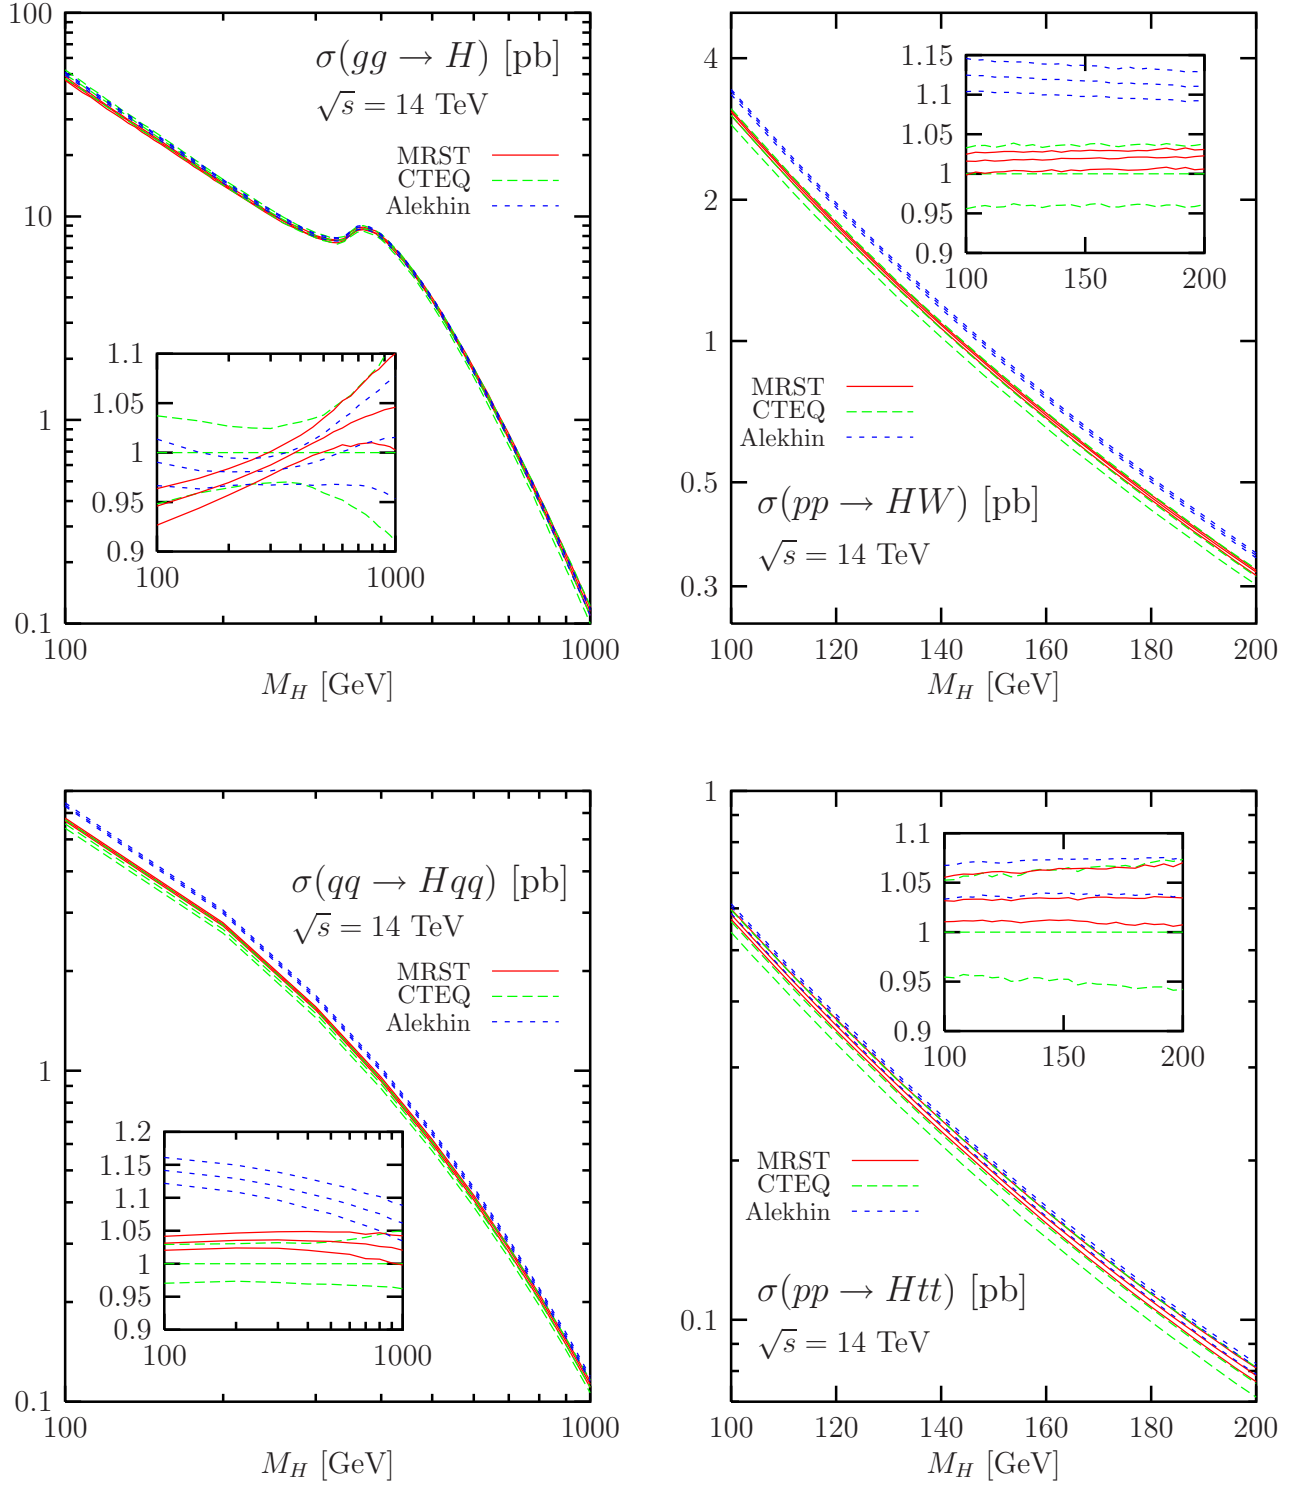 σ(gg → H) [pb]
√s = 14 TeV
MRST
CTEQ
Alekhin
100
10
1
0.1
100
1000
M_H [GeV]
1.1
1.05
1
0.95
0.9
100
1000
σ(pp → HW) [pb]
√s = 14 TeV
MRST
CTEQ
Alekhin
4
2
1
0.5
0.3
100
120
140
160
180
200
M_H [GeV]
1.15
1.1
1.05
1
0.95
0.9
100
150
200
σ(qq → Hqq) [pb]
√s = 14 TeV
MRST
CTEQ
Alekhin
1
0.1
100
1000
M_H [GeV]
1.2
1.15
1.1
1.05
1
0.95
0.9
100
1000
σ(pp → Htt) [pb]
√s = 14 TeV
MRST
CTEQ
Alekhin
1
0.1
100
120
140
160
180
200
M_H [GeV]
1.1
1.05
1
0.95
0.9
100
150
200